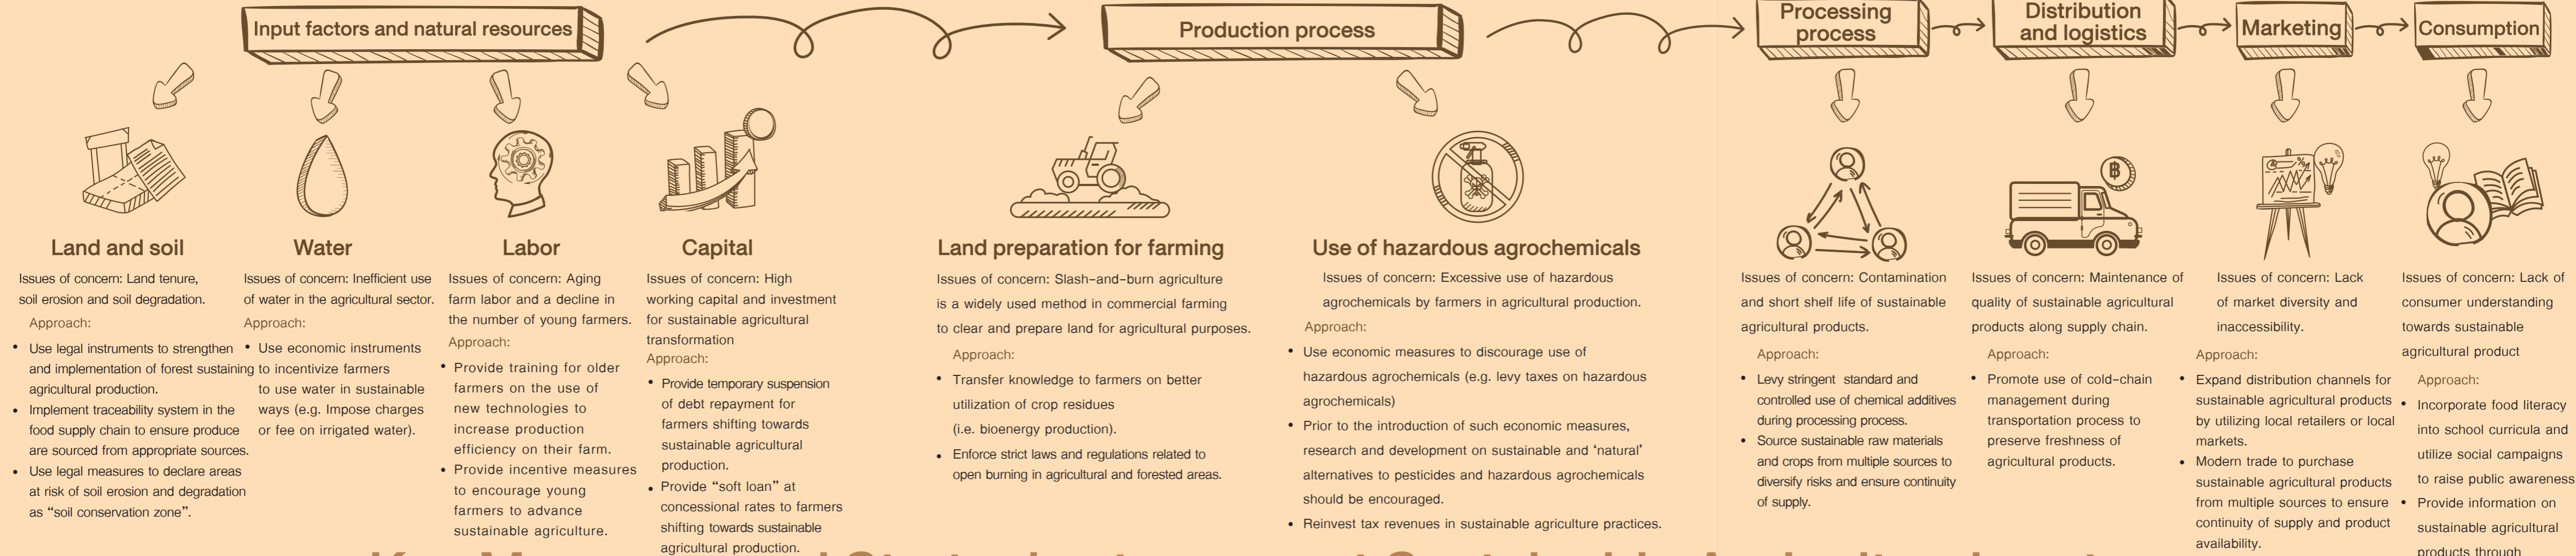 Input factors and natural resources
Production process
Processing
process
Distribution
and logistics
Marketing
Consumption
Land and soil
Issues of concern: Land tenure,
soil erosion and soil degradation.
Approach:
• Use legal instruments to strengthen
and implementation of forest sustaining
agricultural production.
• Implement traceability system in the
food supply chain to ensure produce
are sourced from appropriate sources.
• Use legal measures to declare areas
at risk of soil erosion and degradation
as “soil conservation zone”.
Water
Issues of concern: Inefficient use
of water in the agricultural sector.
Approach:
• Use economic instruments
to incentivize farmers
to use water in sustainable
ways (e.g. Impose charges
or fee on irrigated water).
Labor
Issues of concern: Aging
farm labor and a decline in
the number of young farmers.
Approach:
• Provide training for older
farmers on the use of
new technologies to
increase production
efficiency on their farm.
• Provide incentive measures
to encourage young
farmers to advance
sustainable agriculture.
Capital
Issues of concern: High
working capital and investment
for sustainable agricultural
transformation
Approach:
• Provide temporary suspension
of debt repayment for
farmers shifting towards
sustainable agricultural
production.
• Provide “soft loan” at
concessional rates to farmers
shifting towards sustainable
agricultural production.
Land preparation for farming
Issues of concern: Slash-and-burn agriculture
is a widely used method in commercial farming
to clear and prepare land for agricultural purposes.
Approach:
• Transfer knowledge to farmers on better
utilization of crop residues
(i.e. bioenergy production).
• Enforce strict laws and regulations related to
open burning in agricultural and forested areas.
Use of hazardous agrochemicals
Issues of concern: Excessive use of hazardous
agrochemicals by farmers in agricultural production.
Approach:
• Use economic measures to discourage use of
hazardous agrochemicals (e.g. levy taxes on hazardous
agrochemicals)
• Prior to the introduction of such economic measures,
research and development on sustainable and ‘natural’
alternatives to pesticides and hazardous agrochemicals
should be encouraged.
• Reinvest tax revenues in sustainable agriculture practices.
Issues of concern: Contamination
and short shelf life of sustainable
agricultural products.
Approach:
• Levy stringent standard and
controlled use of chemical additives
during processing process.
• Source sustainable raw materials
and crops from multiple sources to
diversify risks and ensure continuity
of supply.
฿
Issues of concern: Maintenance of
quality of sustainable agricultural
products along supply chain.
Approach:
• Promote use of cold-chain
management during
transportation process to
preserve freshness of
agricultural products.
Issues of concern: Lack
of market diversity and
inaccessibility.
Approach:
• Expand distribution channels for
sustainable agricultural products
by utilizing local retailers or local
markets.
• Modern trade to purchase
sustainable agricultural products
from multiple sources to ensure
continuity of supply and product
availability.
Issues of concern: Lack of
consumer understanding
towards sustainable
agricultural product
Approach:
• Incorporate food literacy
into school curricula and
utilize social campaigns
to raise public awareness
• Provide information on
sustainable agricultural
products through